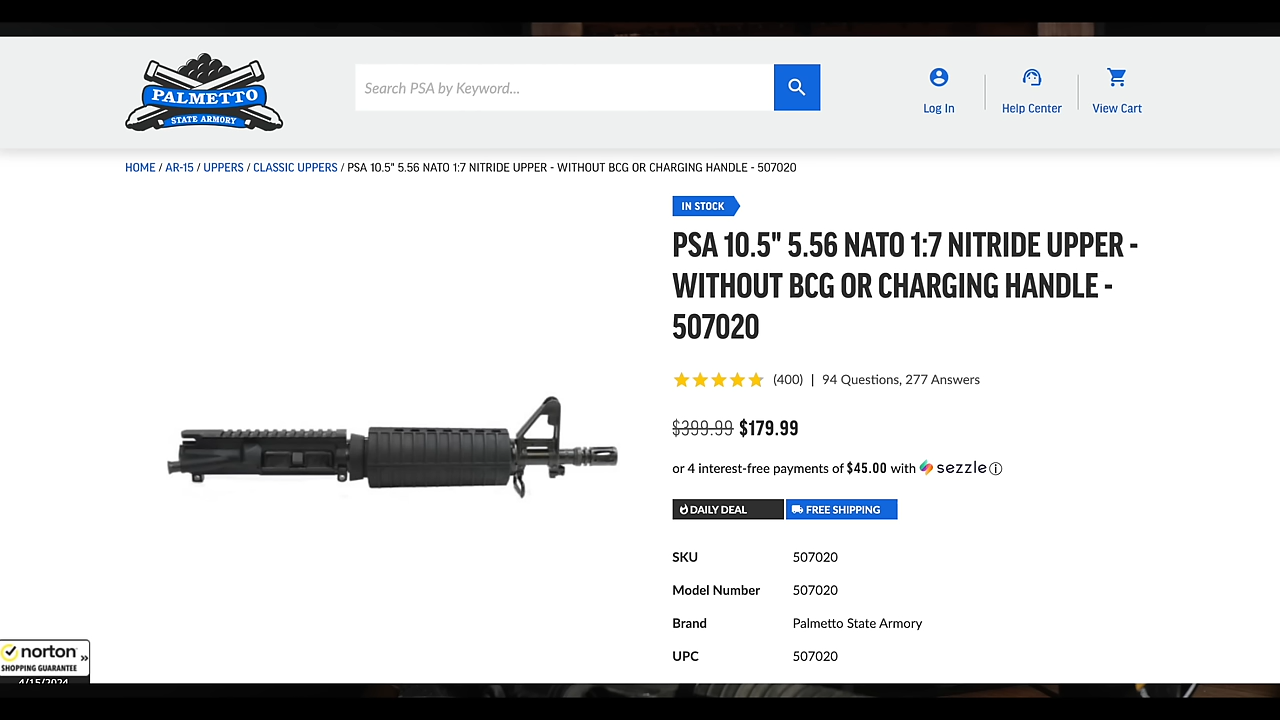 PALMETTO
STATE ARMORY
Search PSA by Keyword...
Log In
Help Center
View Cart
HOME / AR-15 / UPPERS / CLASSIC UPPERS / PSA 10.5" 5.56 NATO 1:7 NITRIDE UPPER - WITHOUT BCG OR CHARGING HANDLE - 507020
IN STOCK
PSA 10.5" 5.56 NATO 1:7 NITRIDE UPPER -
WITHOUT BCG OR CHARGING HANDLE -
507020
(400) | 94 Questions, 277 Answers
$399.99 $179.99
or 4 interest-free payments of $45.00 with sezzle
DAILY DEAL
FREE SHIPPING
SKU 507020
Model Number 507020
Brand Palmetto State Armory
UPC 507020
norton
SHOPPING GUARANTEE
4/15/2024